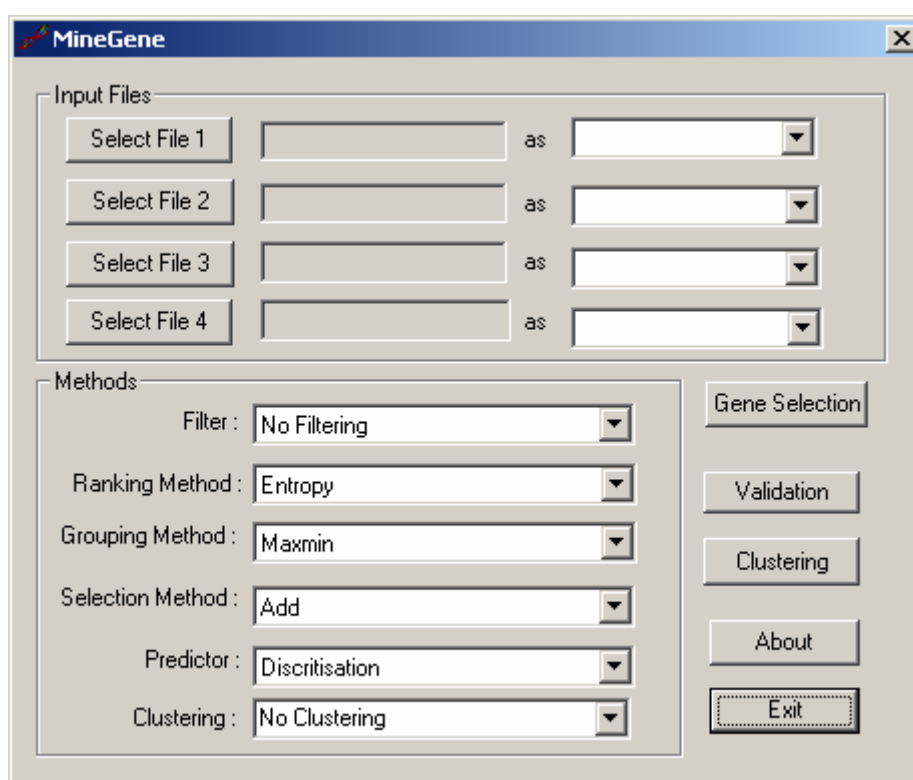 MineGene
Input Files
Select File 1 as
Select File 2 as
Select File 3 as
Select File 4 as
Methods
Filter : No Filtering
Ranking Method : Entropy
Grouping Method : Maxmin
Selection Method : Add
Predictor : Discritisation
Clustering : No Clustering
Gene Selection
Validation
Clustering
About
Exit